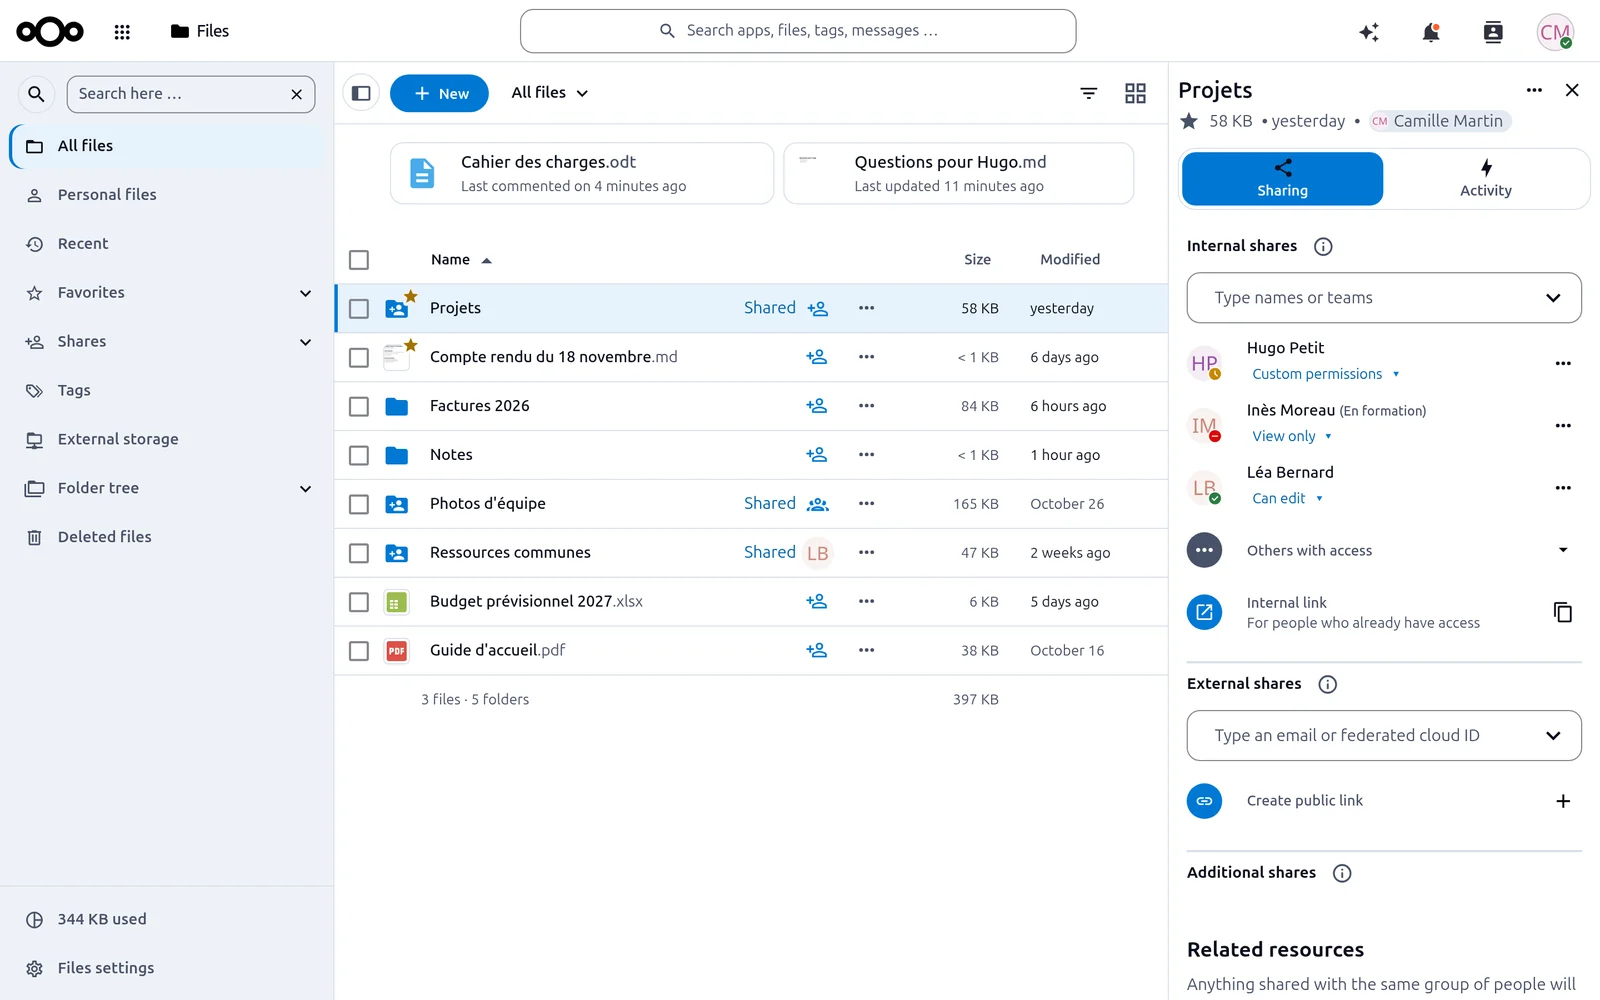 Files
Search apps, files, tags, messages …
CM
Search here …
All files
Personal files
Recent
Favorites
Shares
Tags
External storage
Folder tree
Deleted files
344 KB used
Files settings
New
All files
Cahier des charges.odt
Last commented on 4 minutes ago
Questions pour Hugo.md
Last updated 11 minutes ago
Name
Size
Modified
Projets
Shared
58 KB
yesterday
Compte rendu du 18 novembre.md
< 1 KB
6 days ago
Factures 2026
84 KB
6 hours ago
Notes
< 1 KB
1 hour ago
Photos d'équipe
Shared
165 KB
October 26
Ressources communes
Shared
LB
47 KB
2 weeks ago
Budget prévisionnel 2027.xlsx
6 KB
5 days ago
PDF
Guide d'accueil.pdf
38 KB
October 16
3 files · 5 folders
397 KB
Projets
58 KB • yesterday • CM Camille Martin
Sharing
Activity
Internal shares
Type names or teams
HP
Hugo Petit
Custom permissions
IM
Inès Moreau (En formation)
View only
LB
Léa Bernard
Can edit
Others with access
Internal link
For people who already have access
External shares
Type an email or federated cloud ID
Create public link
Additional shares
Related resources
Anything shared with the same group of people will